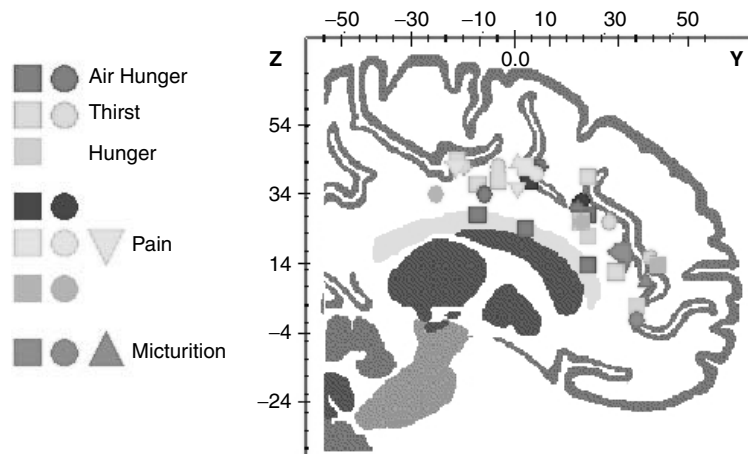 −50 −30 −10 10 30 50
Z 0.0 Y
Air Hunger
Thirst
Hunger
Pain
Micturition
54
34
14
−4
−24